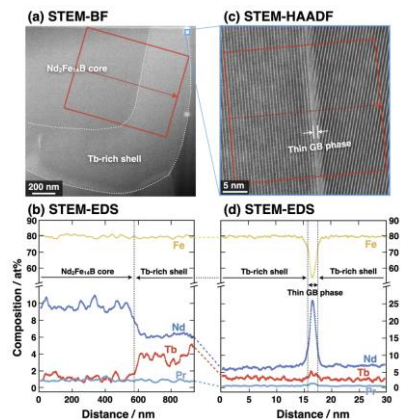 (a) STEM-BF
Nd₂Fe₁₄B core
Tb-rich shell
200 nm
(c) STEM-HAADF
Thin GB phase
5 nm
(b) STEM-EDS
Composition / at%
90
80
70
60
50
10
8
6
4
2
0
Fe
Nd₂Fe₁₄B core
Tb-rich shell
Nd
Tb
Pr
0 200 400 600 800
Distance / nm
(d) STEM-EDS
90
80
70
60
50
Fe
Tb-rich shell
Tb-rich shell
Thin GB phase
30
25
20
15
10
5
0
Nd
Tb
Pr
0 5 10 15 20 25 30
Distance / nm